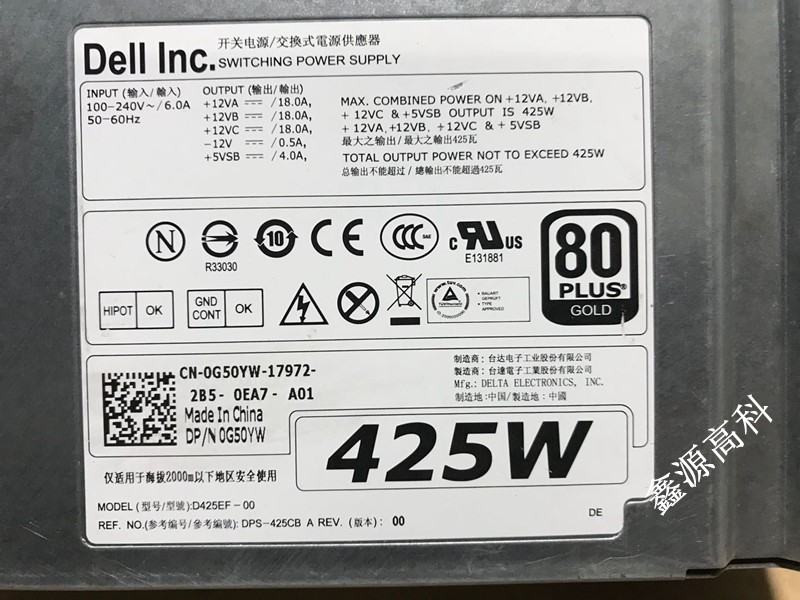 Dell Inc. 开关电源/交換式電源供應器
SWITCHING POWER SUPPLY
INPUT (输入/輸入)
100-240V~/6.0A
50-60Hz
OUTPUT (输出/輸出)
+12VA ⎓ /18.0A,
+12VB ⎓ /18.0A,
+12VC ⎓ /18.0A,
-12V ⎓ /0.5A,
+5VSB ⎓ /4.0A,
MAX. COMBINED POWER ON +12VA, +12VB,
+ 12VC & +5VSB OUTPUT IS 425W
+ 12VA,+12VB, +12VC & + 5VSB
最大之输出/最大之輸出425瓦
TOTAL OUTPUT POWER NOT TO EXCEED 425W
总输出不能超过/總輸出不能超過425瓦
N
R33030
10
CE
CCC S&E
c RU US
E131881
80
PLUS®
GOLD
HIPOT OK
GND CONT OK
BAUART
GEPRUFT
TYPE
APPROVED
CN-0G50YW-17972-
2B5- 0EA7- A01
Made In China
DP/N 0G50YW
制造商: 台达电子工业股份有限公司
製造商: 台達電子工業股份有限公司
Mfg.: DELTA ELECTRONICS, INC.
制造地:中国/製造地:中國
425W
仅适用于海拔2000m以下地区安全使用
MODEL (型号/型號):D425EF-00
REF. NO.(参考编号/參考編號): DPS-425CB A REV. (版本): 00
DE
鑫源高科